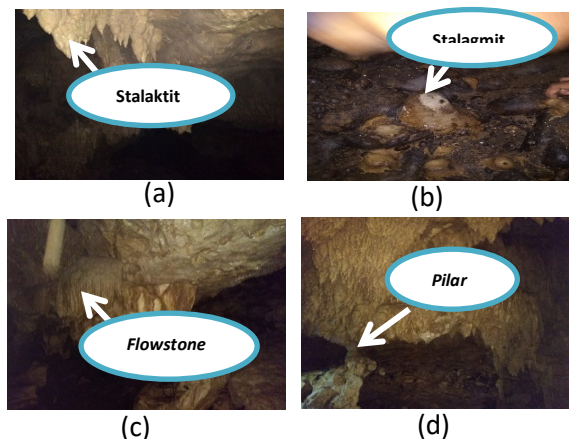 Stalaktit
Stalagmit
(a)
(b)
Flowstone
Pilar
(c)
(d)